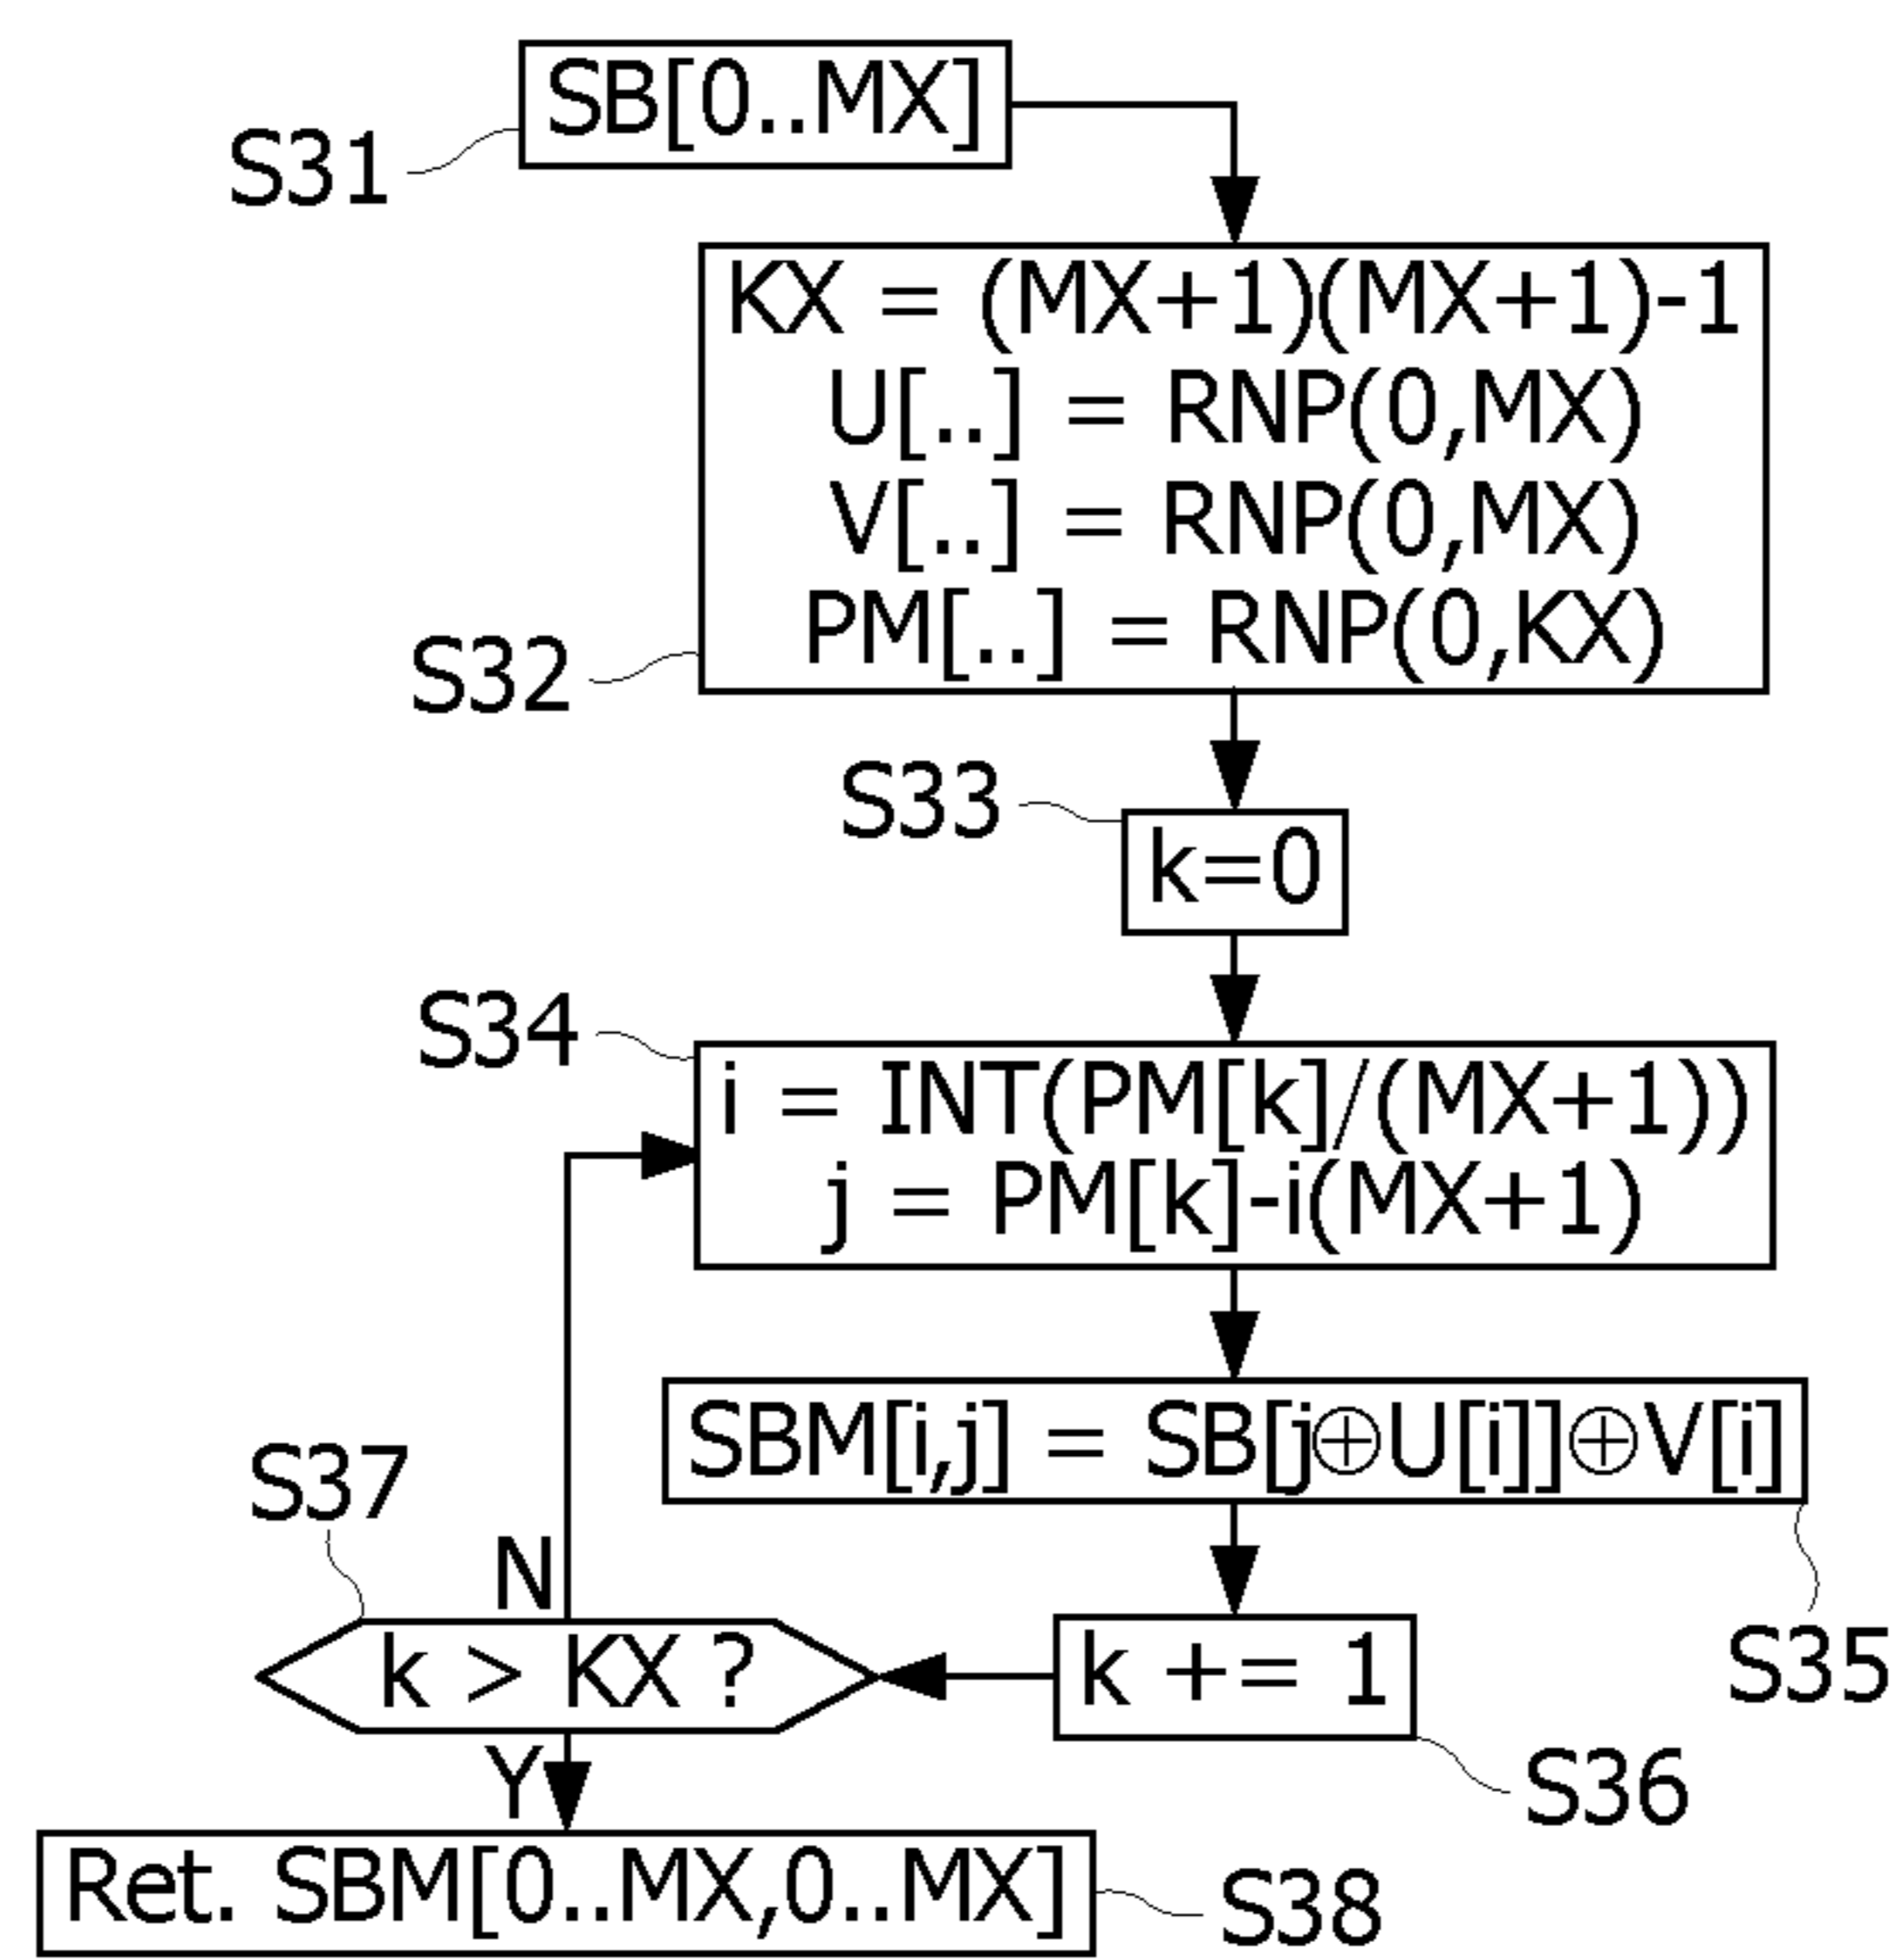 SB[0..MX]
S31
KX = (MX+1)(MX+1)-1
U[..] = RNP(0,MX)
V[..] = RNP(0,MX)
PM[..] = RNP(0,KX)
S32
S33
k=0
S34
i = INT(PM[k]/(MX+1))
j = PM[k]-i(MX+1)
SBM[i,j] = SB[j⊕U[i]]⊕V[i]
S35
k += 1
S36
S37
N
k > KX ?
Y
Ret. SBM[0..MX,0..MX]
S38